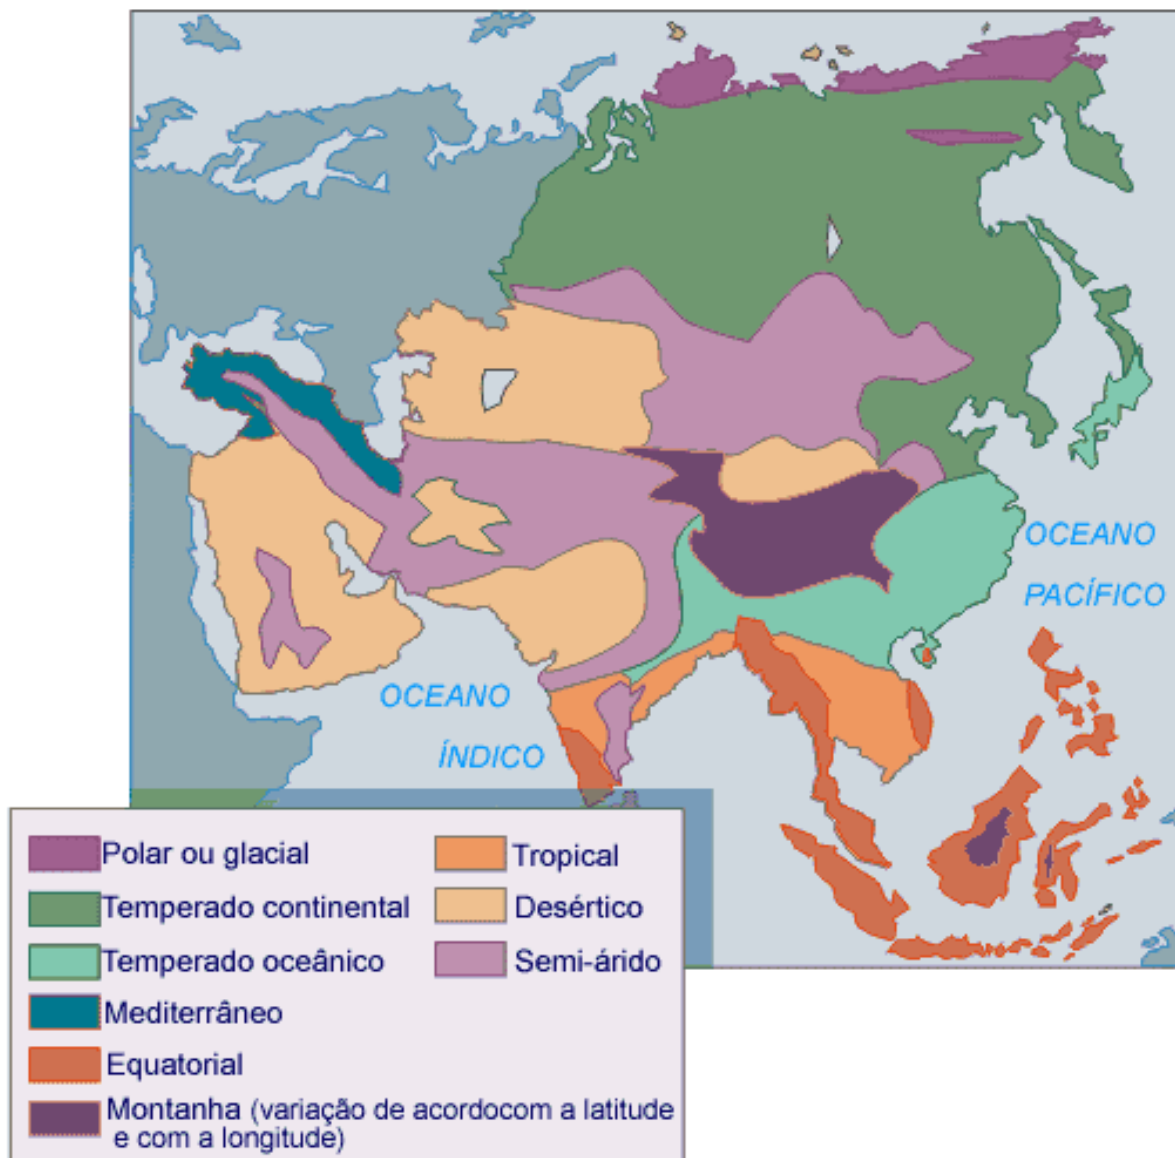 OCEANO
PACÍFICO
OCEANO
ÍNDICO
Polar ou glacial
Temperado continental
Temperado oceânico
Mediterrâneo
Equatorial
Montanha (variação de acordocom a latitude
e com a longitude)
Tropical
Desértico
Semi-árido